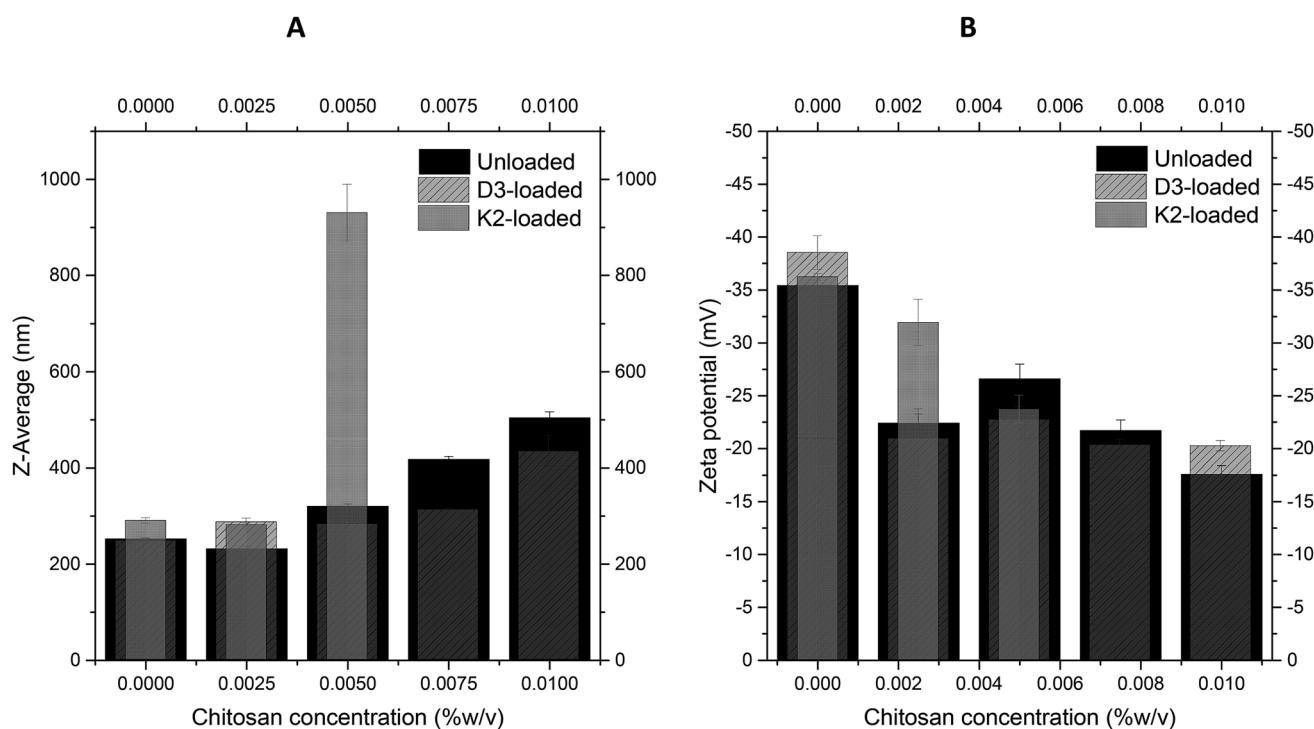 A
0.0000 0.0025 0.0050 0.0075 0.0100
1000
800
600
400
200
0
Z-Average (nm)
Unloaded
D3-loaded
K2-loaded
1000
800
600
400
200
0
0.0000 0.0025 0.0050 0.0075 0.0100
Chitosan concentration (%w/v)
B
0.000 0.002 0.004 0.006 0.008 0.010
-50
-45
-40
-35
-30
-25
-20
-15
-10
-5
0
Zeta potential (mV)
Unloaded
D3-loaded
K2-loaded
-50
-45
-40
-35
-30
-25
-20
-15
-10
-5
0
0.000 0.002 0.004 0.006 0.008 0.010
Chitosan concentration (%w/v)